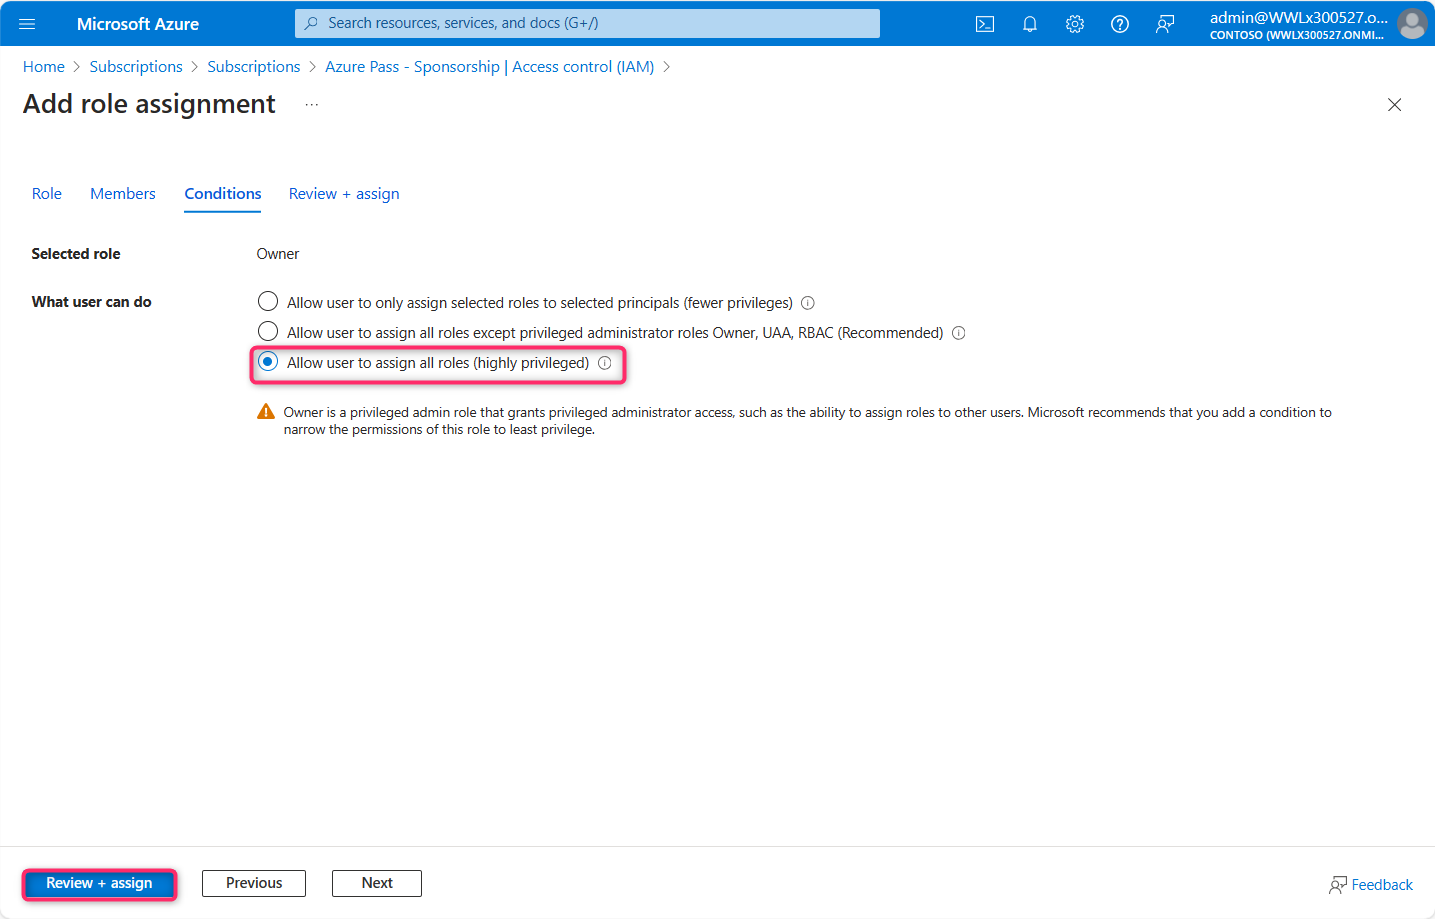 Microsoft Azure
Search resources, services, and docs (G+/)
admin@WWLx300527.o...
CONTOSO (WWLX300527.ONMI...
Home > Subscriptions > Subscriptions > Azure Pass - Sponsorship | Access control (IAM) >
Add role assignment ...
Role Members Conditions Review + assign
Selected role Owner
What user can do
Allow user to only assign selected roles to selected principals (fewer privileges)
Allow user to assign all roles except privileged administrator roles Owner, UAA, RBAC (Recommended)
Allow user to assign all roles (highly privileged)
Owner is a privileged admin role that grants privileged administrator access, such as the ability to assign roles to other users. Microsoft recommends that you add a condition to
narrow the permissions of this role to least privilege.
Review + assign Previous Next
Feedback